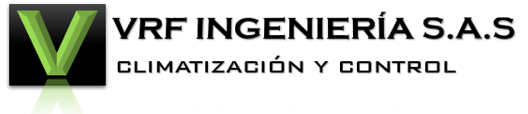 VRF INGENIERÍA S.A.S
CLIMATIZACIÓN Y CONTROL